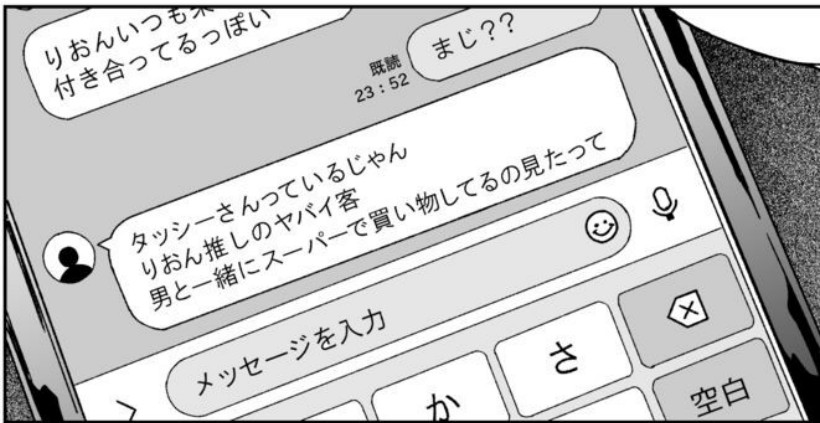 りおんいつも
付き合ってるっぽい
まじ??
既読
23:52
タッシーさんっているじゃん
りおん推しのヤバイ客
男と一緒にスーパーで買い物してるの見たって
メッセージを入力
か
さ
空白